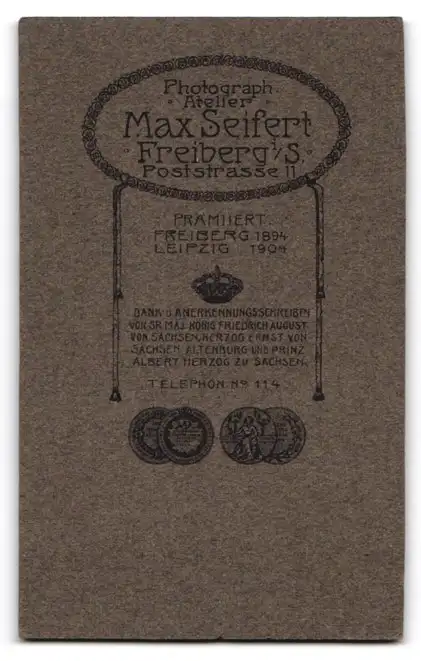 Photograph.
Atelier
Max Seifert
Freiberg i/S.
Poststrasse 11
PRÄMIIERT.
FREIBERG 1894
LEIPZIG 1904
DANK- U ANERKENNUNGSSCHREIBEN
VON SR MAJ. KÖNIG FRIEDRICH AUGUST
VON SACHSEN, HERZOG ERNST VON
SACHSEN ALTENBURG UND PRINZ
ALBERT HERZOG ZU SACHSEN.
TELEPHON. No 114